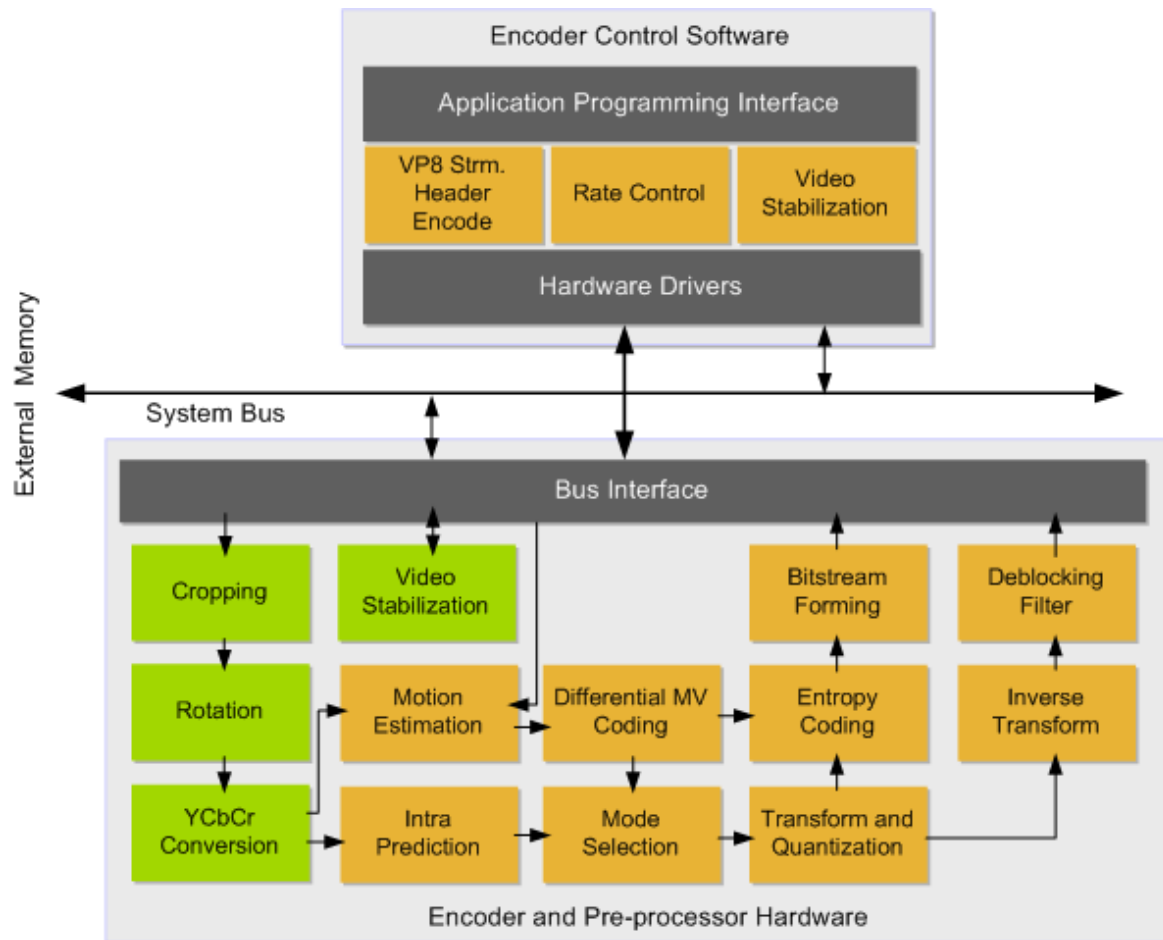 Encoder Control Software
Application Programming Interface
VP8 Strm.
Header
Encode
Rate Control
Video
Stabilization
Hardware Drivers
External Memory
System Bus
Bus Interface
Cropping
Video
Stabilization
Bitstream
Forming
Deblocking
Filter
Rotation
Motion
Estimation
Differential MV
Coding
Entropy
Coding
Inverse
Transform
YCbCr
Conversion
Intra
Prediction
Mode
Selection
Transform and
Quantization
Encoder and Pre-processor Hardware